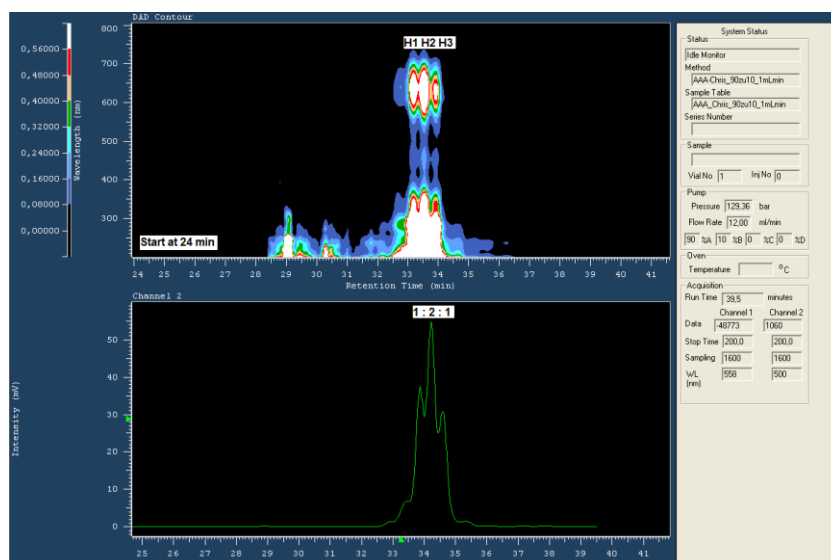 DAD Contour
800
700
600
500
400
300
Wavelength (nm)
0,56000
0,48000
0,40000
0,32000
0,24000
0,16000
0,08000
0,00000
H1 H2 H3
Start at 24 min
24 25 26 27 28 29 30 31 32 33 34 35 36 37 38 39 40 41
Retention Time (min)
Channel 2
1 : 2 : 1
50
40
30
20
10
0
Intensity (mV)
25 26 27 28 29 30 31 32 33 34 35 36 37 38 39 40 41
System Status
Status
Idle Monitor
Method
AAA-Chris_90zu10_1mLmin
Sample Table
AAA_Chris_90zu10_1mLmin
Series Number
Sample
Vial No 1 Inj No 0
Pump
Pressure 129,36 bar
Flow Rate 12,00 ml/min
90 %A 10 %B 0 %C 0 %D
Oven
Temperature °C
Acquisition
Run Time 39,5 minutes
Channel 1 Channel 2
Data -48773 1060
Stop Time 200,0 200,0
Sampling 1600 1600
WL 558 500
(nm)